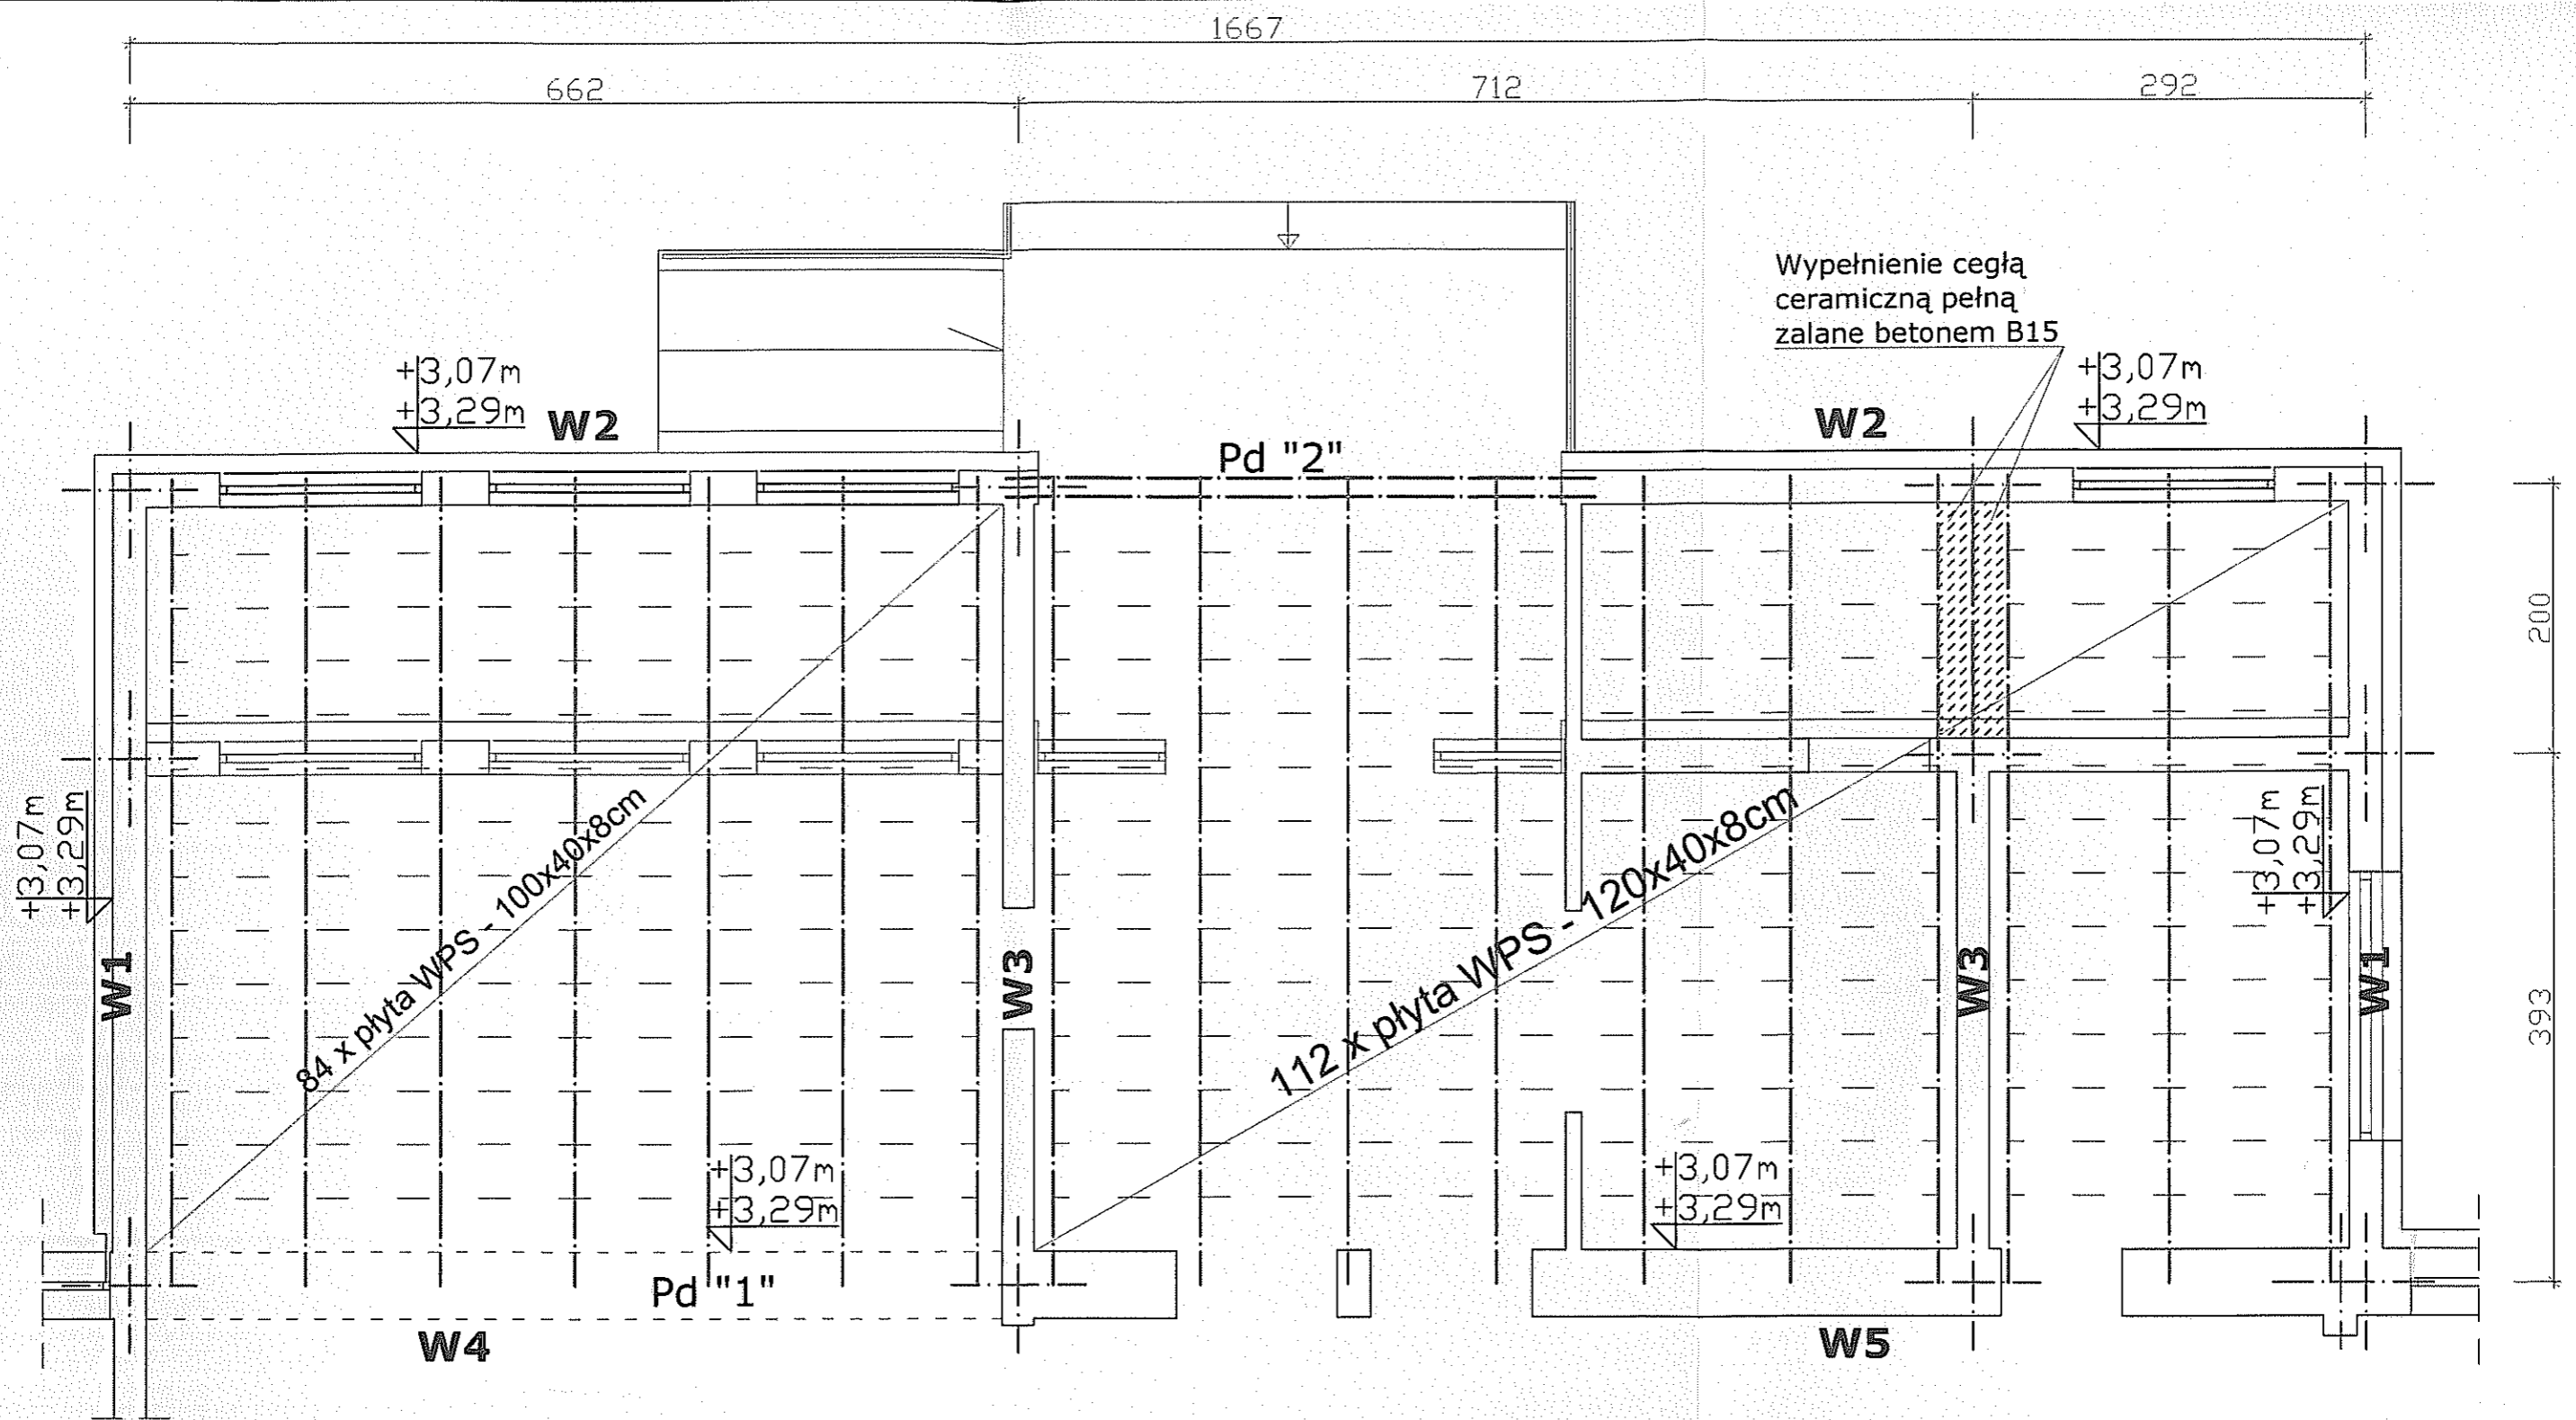 1667
662
712
292
Wypełnienie cegłą
ceramiczną pełną
zalane betonem B15
+3,07m
+3,29m
W2
+3,07m
+3,29m
W2
Pd "2"
200
+3,07m
+3,29m
84 x płyta WPS - 100x40x8cm
112 x płyta WPS - 120x40x8cm
+3,07m
+3,29m
W1
W3
W3
W1
393
+3,07m
+3,29m
+3,07m
+3,29m
Pd "1"
W4
W5